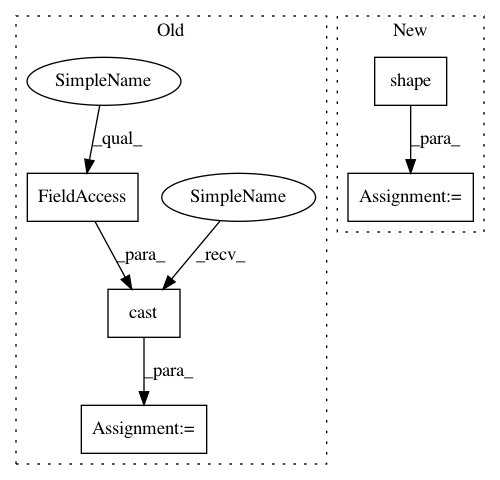 Old
New
SimpleName
shape
_qual_
_para_
FieldAccess
SimpleName
Assignment:=
_para_
_recv_
cast
_para_
Assignment:=